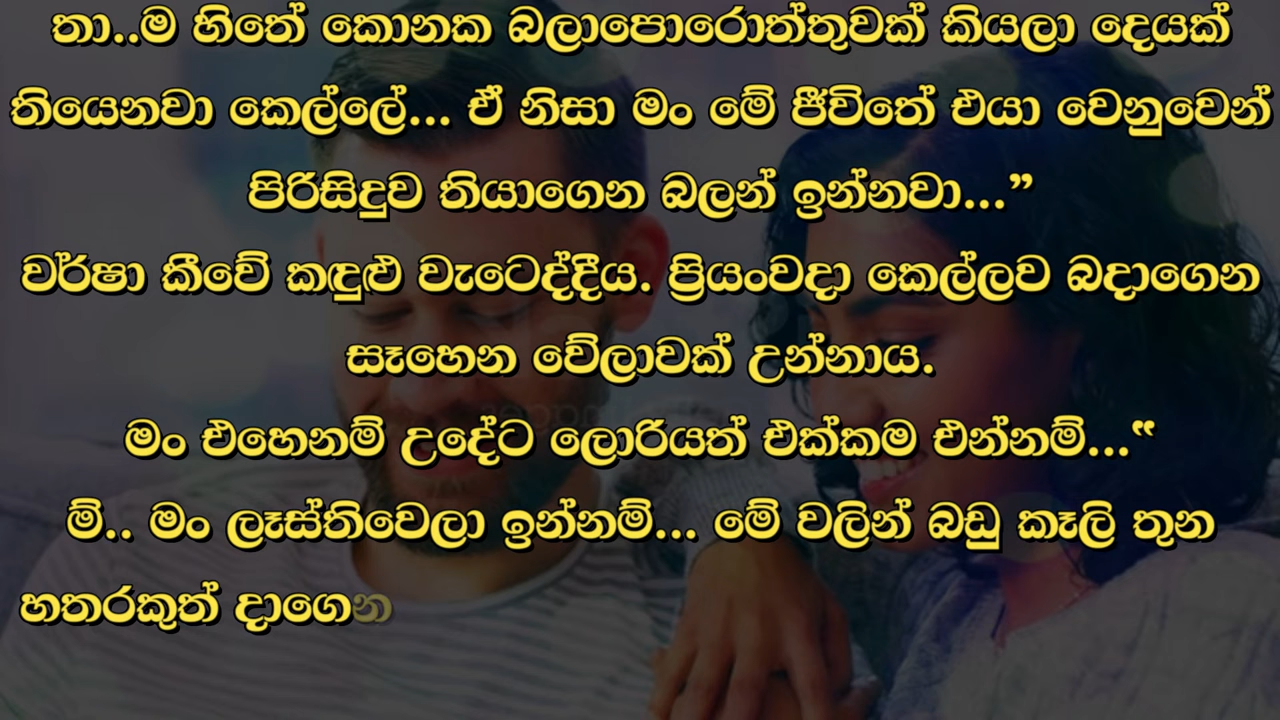 තා..ම හිතේ කොනක බලාපොරොත්තුවක් කියලා දෙයක්
තියෙනවා කෙල්ලේ... ඒ නිසා මං මේ ජීවිතේ එයා වෙනුවෙන්
පිරිසිදුව තියාගෙන බලන් ඉන්නවා...”
වර්ෂා කීවේ කඳුළු වැටෙද්දීය. ප්‍රියංවදා කෙල්ලව බදාගෙන
සෑහෙන වේලාවක් උන්නාය.
මං එහෙනම් උදේට ලොරියත් එක්කම එන්නම්...‟
ම්.. මං ලෑස්තිවෙලා ඉන්නම්... මේ වලින් බඩු කෑලි තුන
හතරකුත් දාගෙන